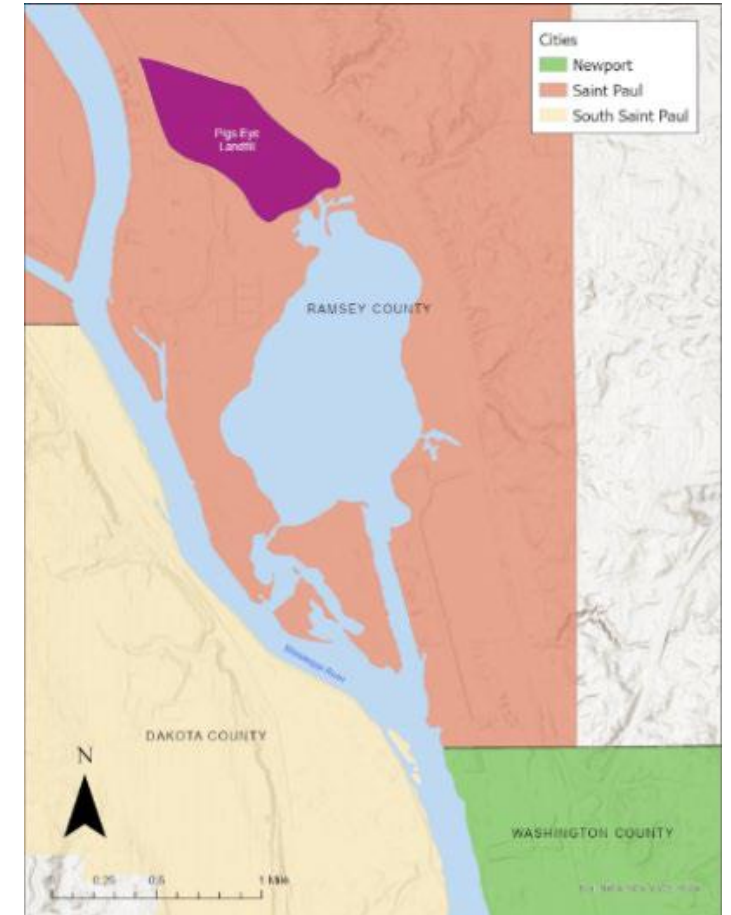 Cities
Newport
Saint Paul
South Saint Paul
Pigs Eye
Landfill
RAMSEY COUNTY
Mississippi River
DAKOTA COUNTY
N
WASHINGTON COUNTY
0 0.25 0.5 1 Mile